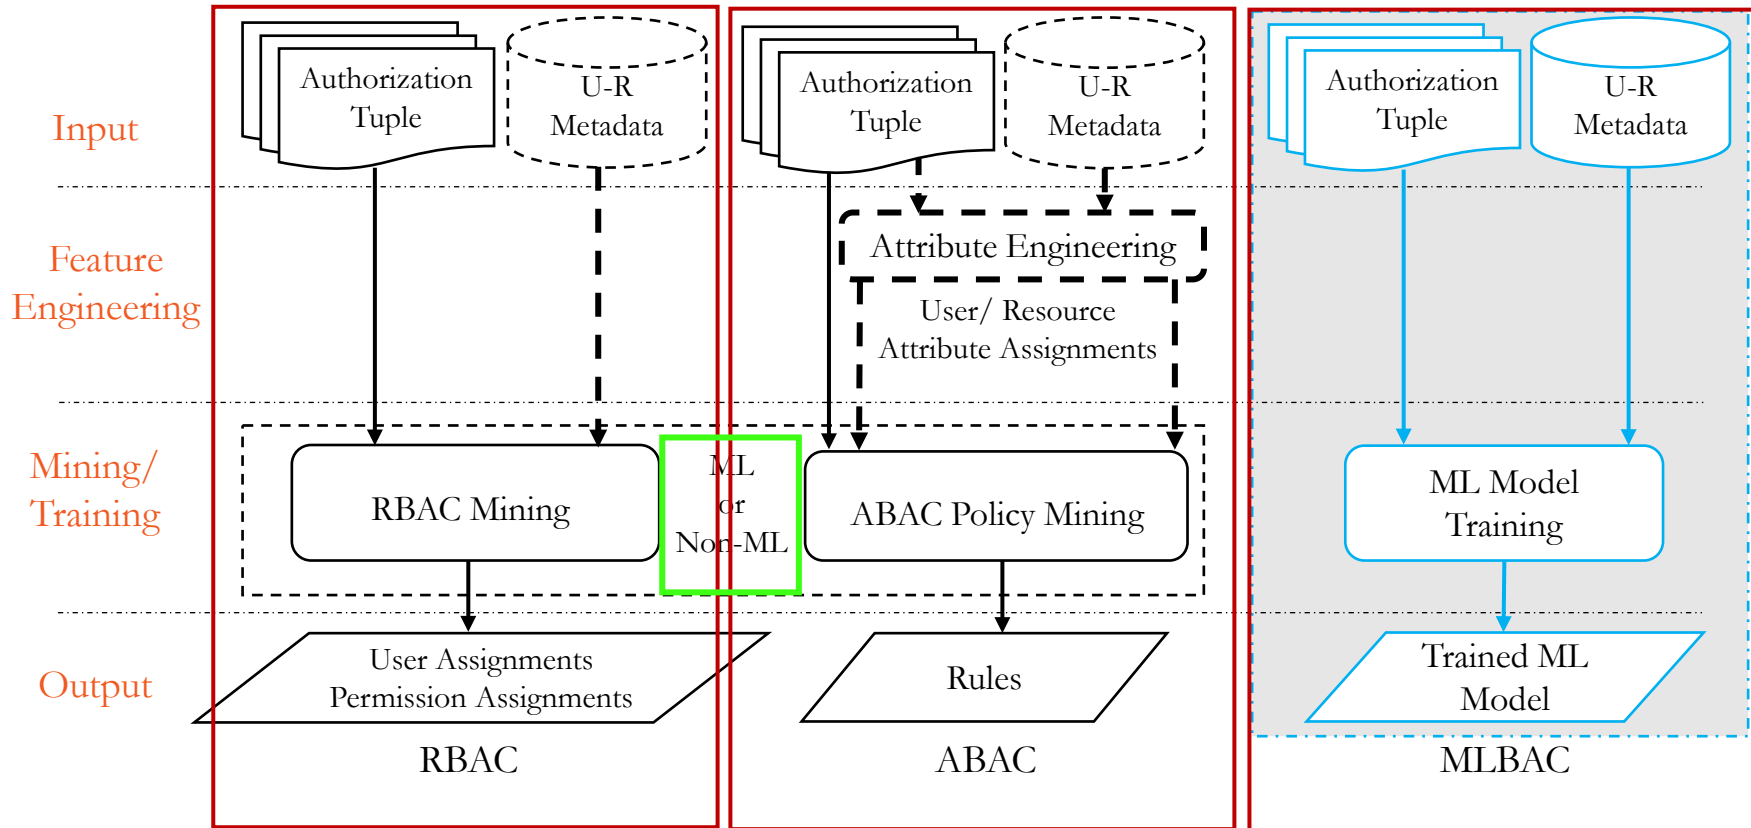 Input
Authorization
Tuple
U-R
Metadata
Authorization
Tuple
U-R
Metadata
Authorization
Tuple
U-R
Metadata
Feature
Engineering
Attribute Engineering
User/ Resource
Attribute Assignments
Mining/
Training
RBAC Mining
ML
or
Non-ML
ABAC Policy Mining
ML Model
Training
Output
User Assignments
Permission Assignments
Rules
Trained ML
Model
RBAC
ABAC
MLBAC